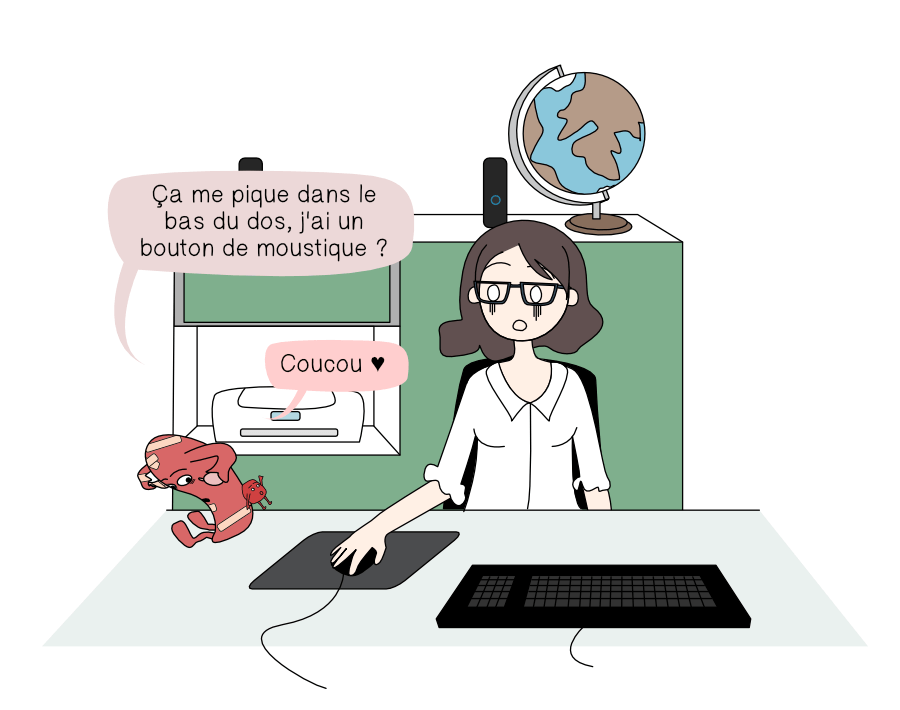 Ça me pique dans le
bas du dos, j'ai un
bouton de moustique ?
Coucou ♥